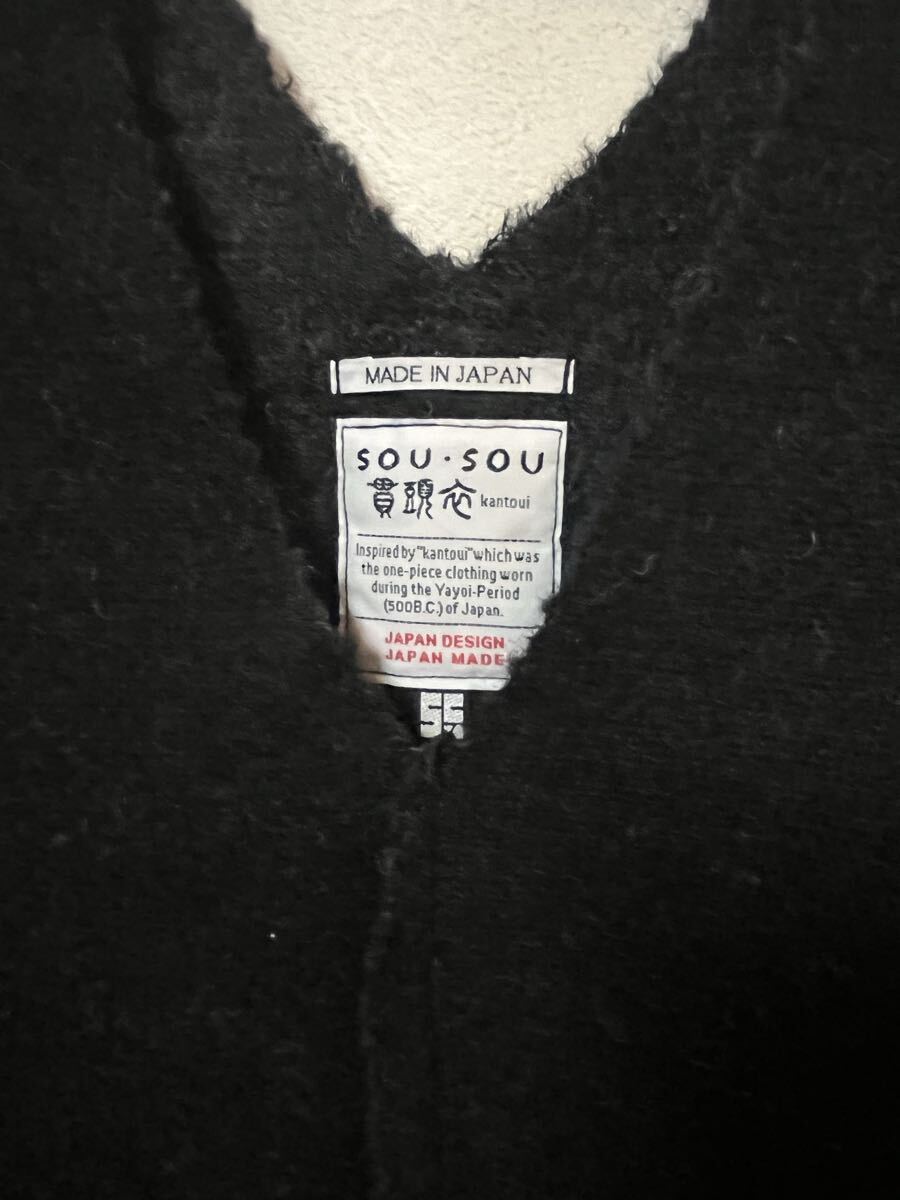 MADE IN JAPAN
SOU・SOU
貫頭衣 kantoui
Inspired by "kantoui" which was
the one-piece clothing worn
during the Yayoi-Period
(500B.C.) of Japan.
JAPAN DESIGN
JAPAN MADE